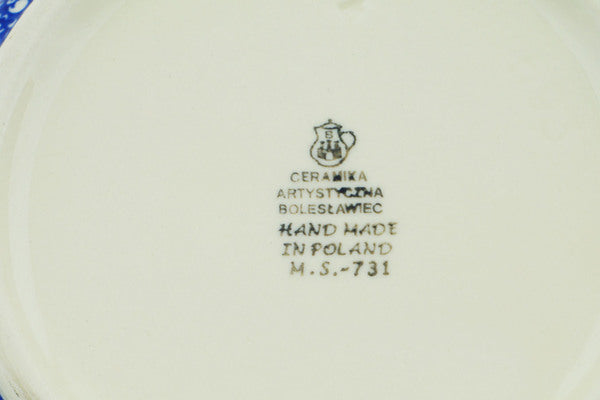 B
CERAMIKA
ARTYSTYCZNA
BOLESŁAWIEC
HAND MADE
IN POLAND
M.S.-731